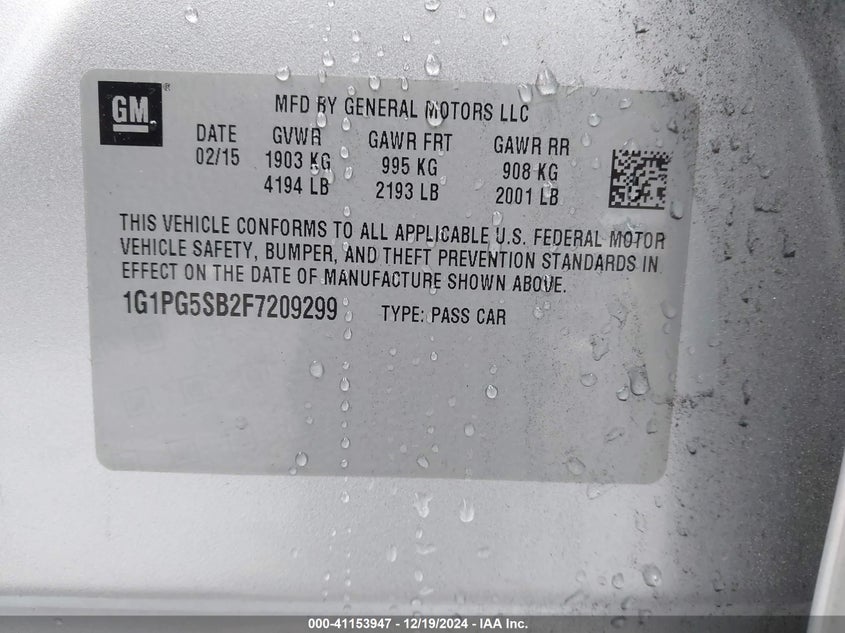 GM
®
MFD BY GENERAL MOTORS LLC
DATE GVWR GAWR FRT GAWR RR
02/15 1903 KG 995 KG 908 KG
4194 LB 2193 LB 2001 LB
THIS VEHICLE CONFORMS TO ALL APPLICABLE U.S. FEDERAL MOTOR
VEHICLE SAFETY, BUMPER, AND THEFT PREVENTION STANDARDS IN
EFFECT ON THE DATE OF MANUFACTURE SHOWN ABOVE.
1G1PG5SB2F7209299 TYPE: PASS CAR
000-41153947 - 12/19/2024 - IAA Inc.